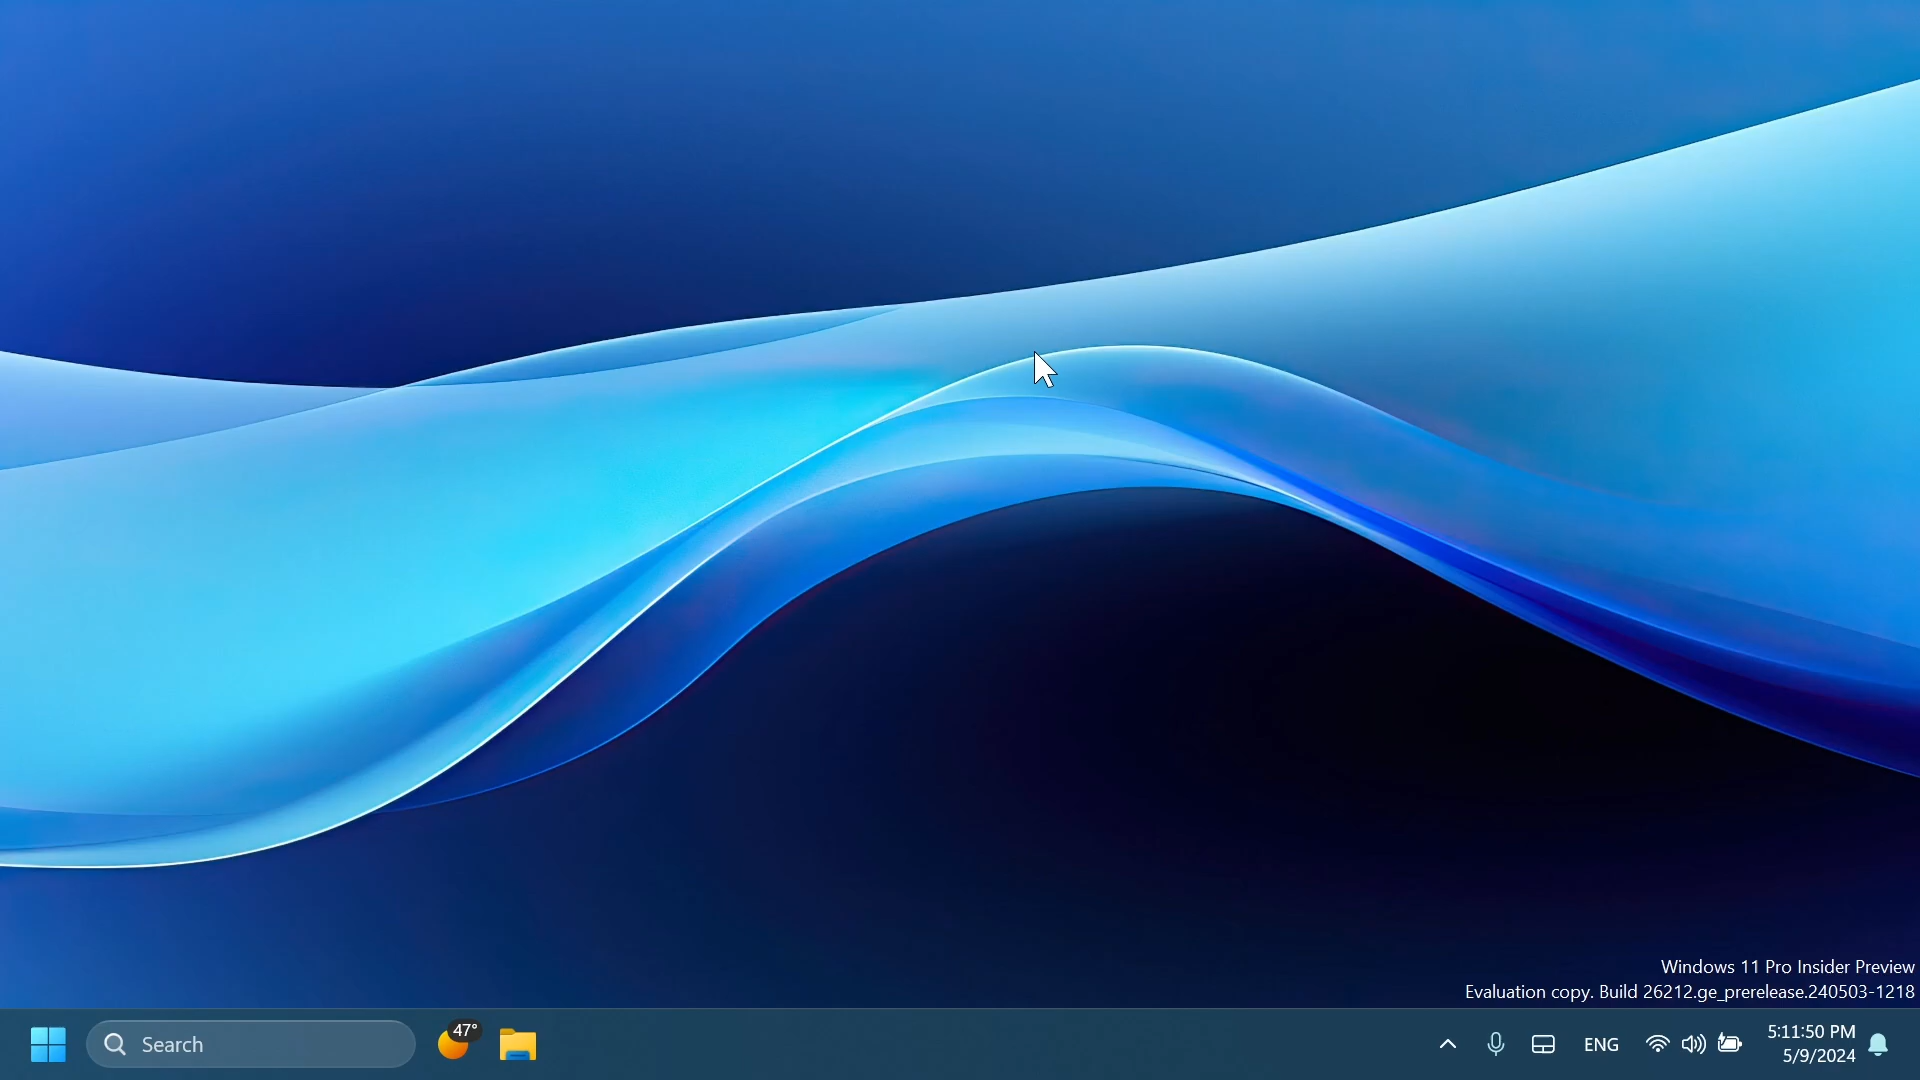 Windows 11 Pro Insider Preview
Evaluation copy. Build 26212.ge_prerelease.240503-1218
Search
47°
ENG
5:11:50 PM
5/9/2024